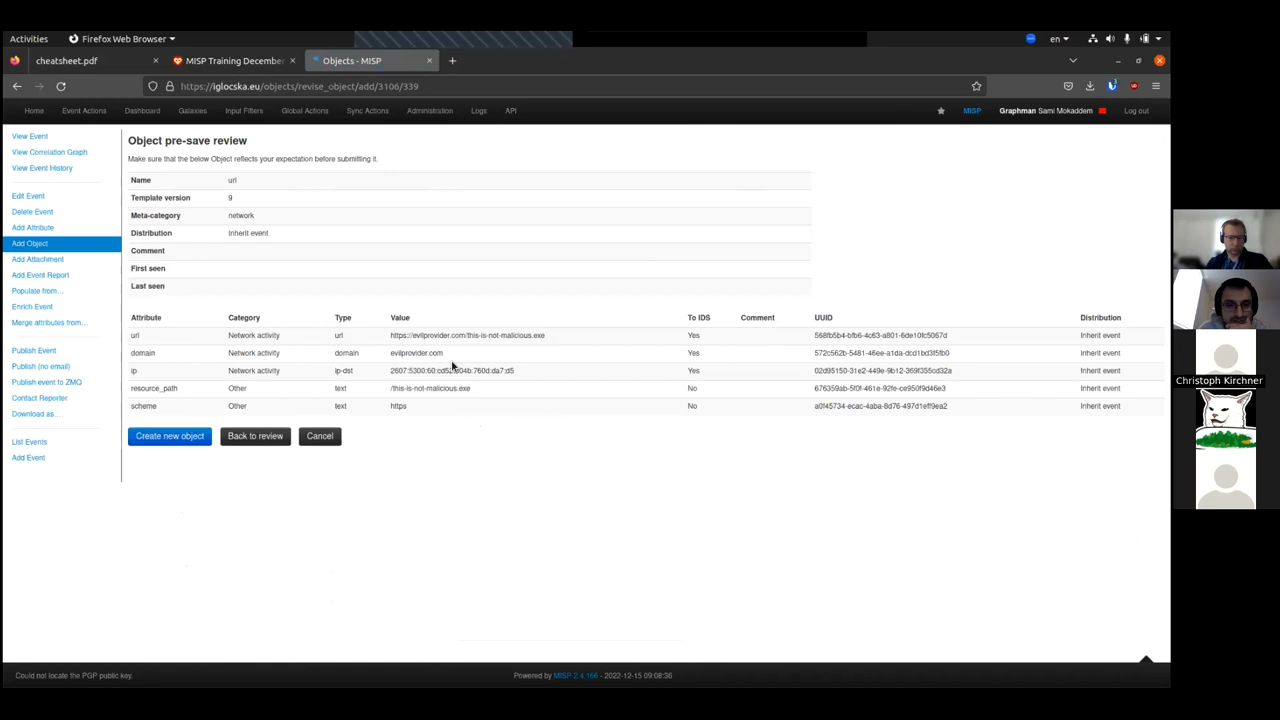 Activities Firefox Web Browser en
cheatsheet.pdf MISP Training December Objects - MISP
https://iglocska.eu/objects/revise_object/add/3106/339
Home Event Actions Dashboard Galaxies Input Filters Global Actions Sync Actions Administration Logs API MISP Graphman Sami Mokaddem Log out
View Event
View Correlation Graph
View Event History
Edit Event
Delete Event
Add Attribute
Add Object
Add Attachment
Add Event Report
Populate from...
Enrich Event
Merge attributes from...
Publish Event
Publish (no email)
Publish event to ZMQ
Contact Reporter
Download as...
List Events
Add Event
Object pre-save review
Make sure that the below Object reflects your expectation before submiting it.
Name url
Template version 9
Meta-category network
Distribution Inherit event
Comment
First seen
Last seen
Attribute Category Type Value To IDS Comment UUID Distribution
url Network activity url https://evilprovider.com/this-is-not-malicious.exe Yes 568fb5b4-bfb6-4c63-a801-6de10fc5067d Inherit event
domain Network activity domain evilprovider.com Yes 572c562b-5481-46ee-a1da-dcd1bd3f5fb0 Inherit event
ip Network activity ip-dst Yes 02d95150-31e2-449e-9b12-369f355cd32a Inherit event
resource_path Other text /this-is-not-malicious.exe No 676359ab-5f0f-461e-92fe-ce950f9d46e3 Inherit event
scheme Other text https No a0f45734-ecac-4aba-8d76-497d1eff9ea2 Inherit event
Create new object Back to review Cancel
Could not locate the PGP public key. Powered by MISP 2.4.166 - 2022-12-15 09:08:36
Christoph Kirchner